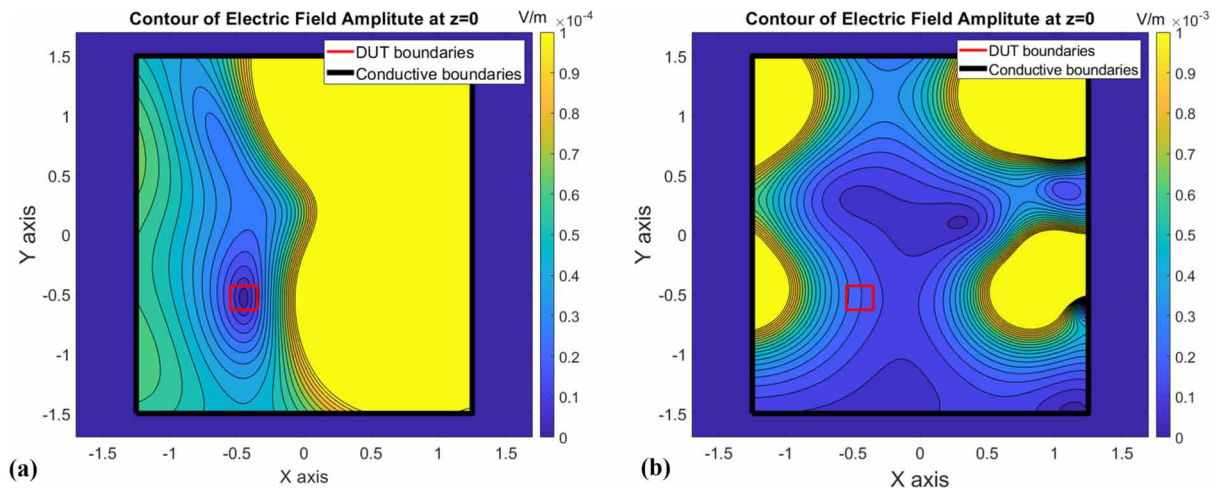 Contour of Electric Field Amplitute at z=0
V/m ×10⁻⁴
DUT boundaries
Conductive boundaries
1.5
1
0.5
0
-0.5
-1
-1.5
Y axis
-1.5 -1 -0.5 0 0.5 1 1.5
X axis
1
0.9
0.8
0.7
0.6
0.5
0.4
0.3
0.2
0.1
0
(a)
Contour of Electric Field Amplitute at z=0
V/m ×10⁻³
DUT boundaries
Conductive boundaries
1.5
1
0.5
0
-0.5
-1
-1.5
Y axis
-1.5 -1 -0.5 0 0.5 1 1.5
X axis
1
0.9
0.8
0.7
0.6
0.5
0.4
0.3
0.2
0.1
0
(b)